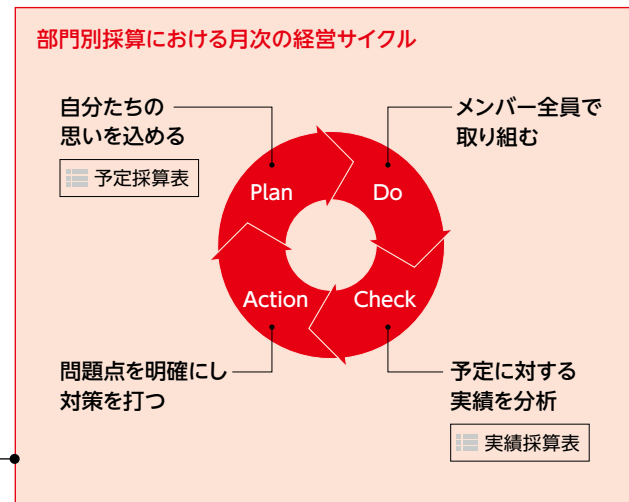 部門別採算における月次の経営サイクル
自分たちの
思いを込める
予定採算表
メンバー全員で
取り組む
Plan
Do
Action
Check
問題点を明確にし
対策を打つ
予定に対する
実績を分析
実績採算表